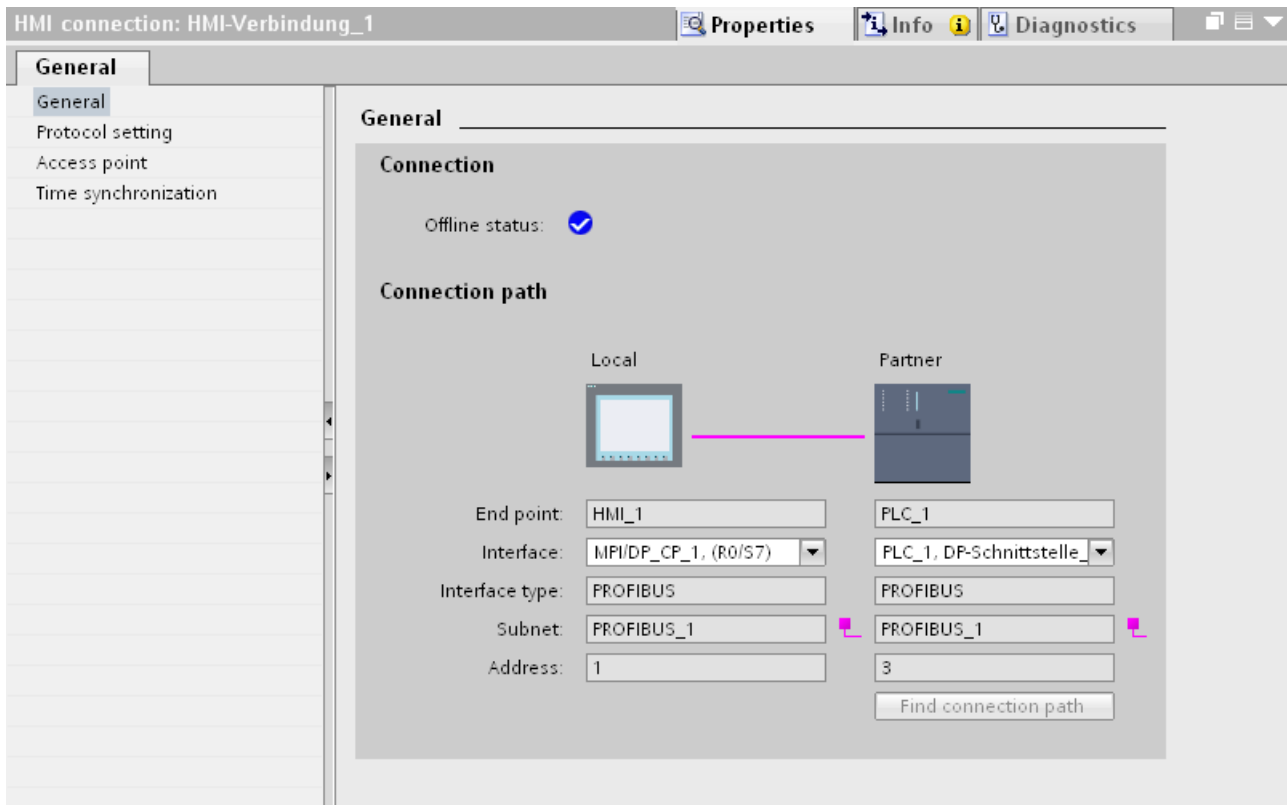 HMI connection: HMI-Verbindung_1
Properties
Info
Diagnostics
General
General
Protocol setting
Access point
Time synchronization
General
Connection
Offline status:
Connection path
Local Partner
End point: HMI_1 PLC_1
Interface: MPI/DP_CP_1, (R0/S7) PLC_1, DP-Schnittstelle_
Interface type: PROFIBUS PROFIBUS
Subnet: PROFIBUS_1 PROFIBUS_1
Address: 1 3
Find connection path